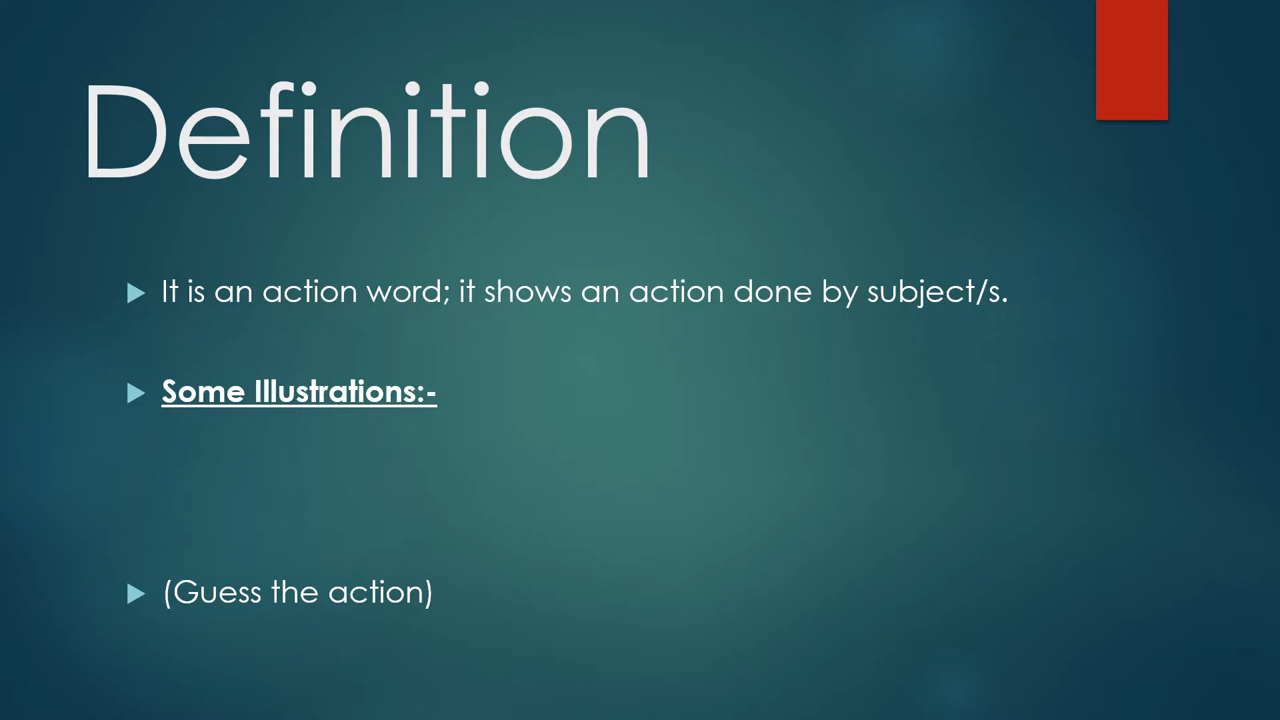 Definition
It is an action word; it shows an action done by subject/s.
Some Illustrations:-
(Guess the action)